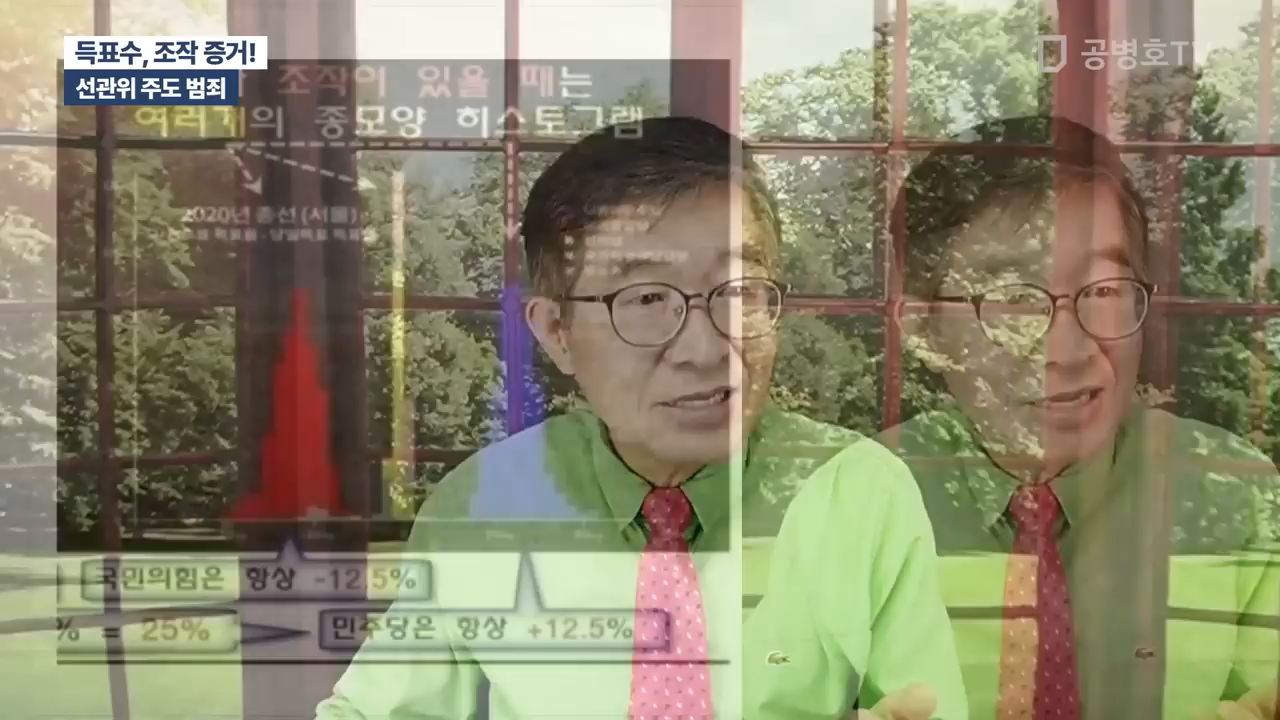 득표수, 조작 증거!
선관위 주도 범죄
공병호TV
조작이 있을 때는
여러개의 종모양 히스토그램
2020년 총선 (서울)
국민의힘은 항상 -12.5%
% = 25%
민주당은 항상 +12.5%